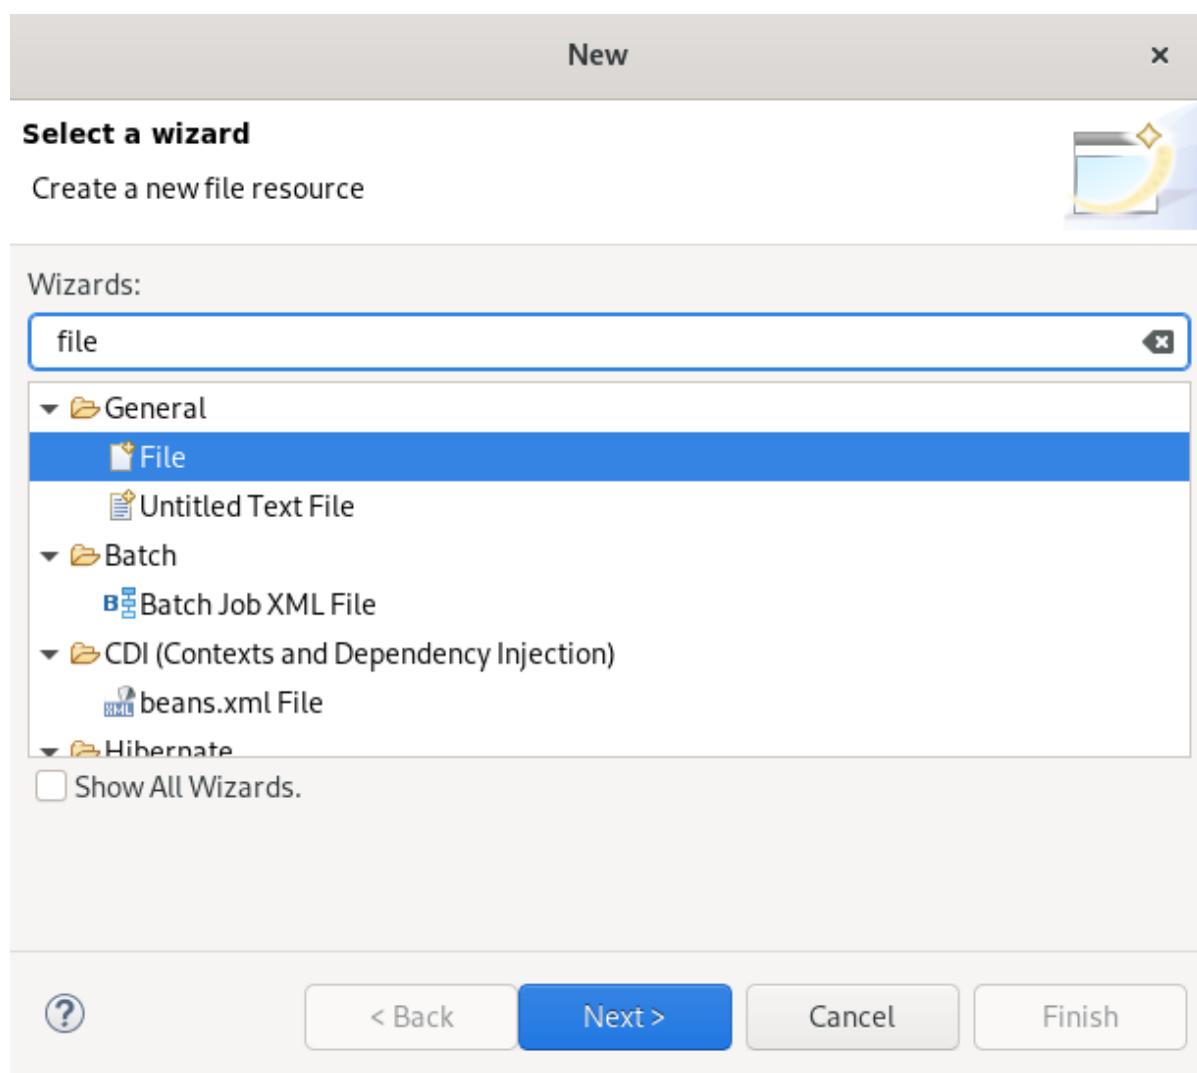 New
Select a wizard
Create a new file resource
Wizards:
file
General
File
Untitled Text File
Batch
Batch Job XML File
CDI (Contexts and Dependency Injection)
beans.xml File
Hibernate
Show All Wizards.
< Back Next > Cancel Finish